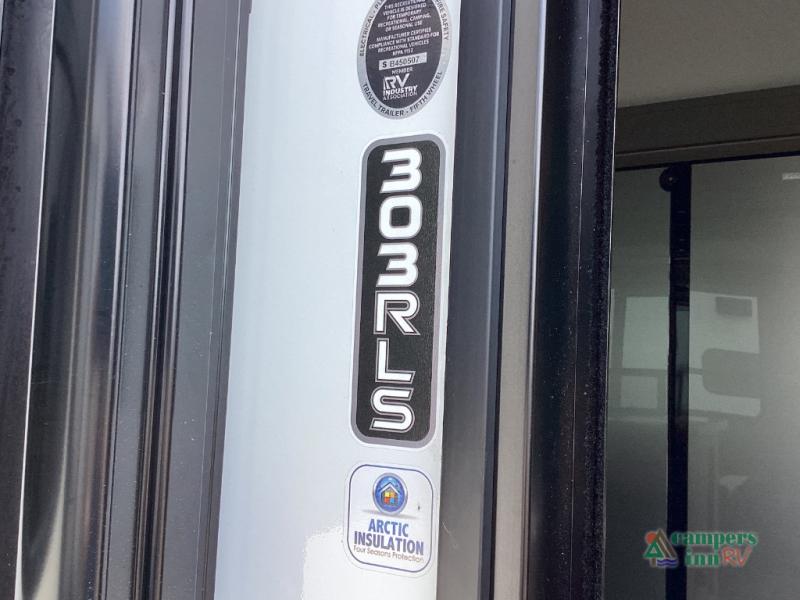 THIS RECREATIONAL
VEHICLE IS DESIGNED
FOR TEMPORARY
RECREATIONAL, CAMPING,
OR SEASONAL USE
MANUFACTURER CERTIFIES
COMPLIANCE WITH STANDARD FOR
RECREATIONAL VEHICLES
NFPA 1192
S B450507
MEMBER
RV
INDUSTRY
ASSOCIATION
TRAVEL TRAILER - FIFTH WHEEL
303RLS
ARCTIC
INSULATION
Four Seasons Protection
campers
inn RV